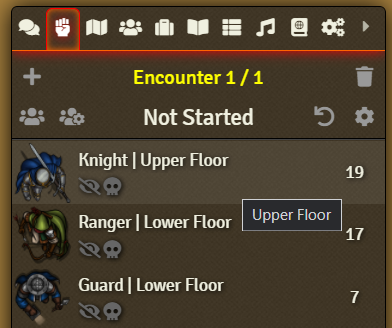 Encounter 1 / 1
Not Started
Knight | Upper Floor
19
Ranger | Lower Floor
Upper Floor
17
Guard | Lower Floor
7